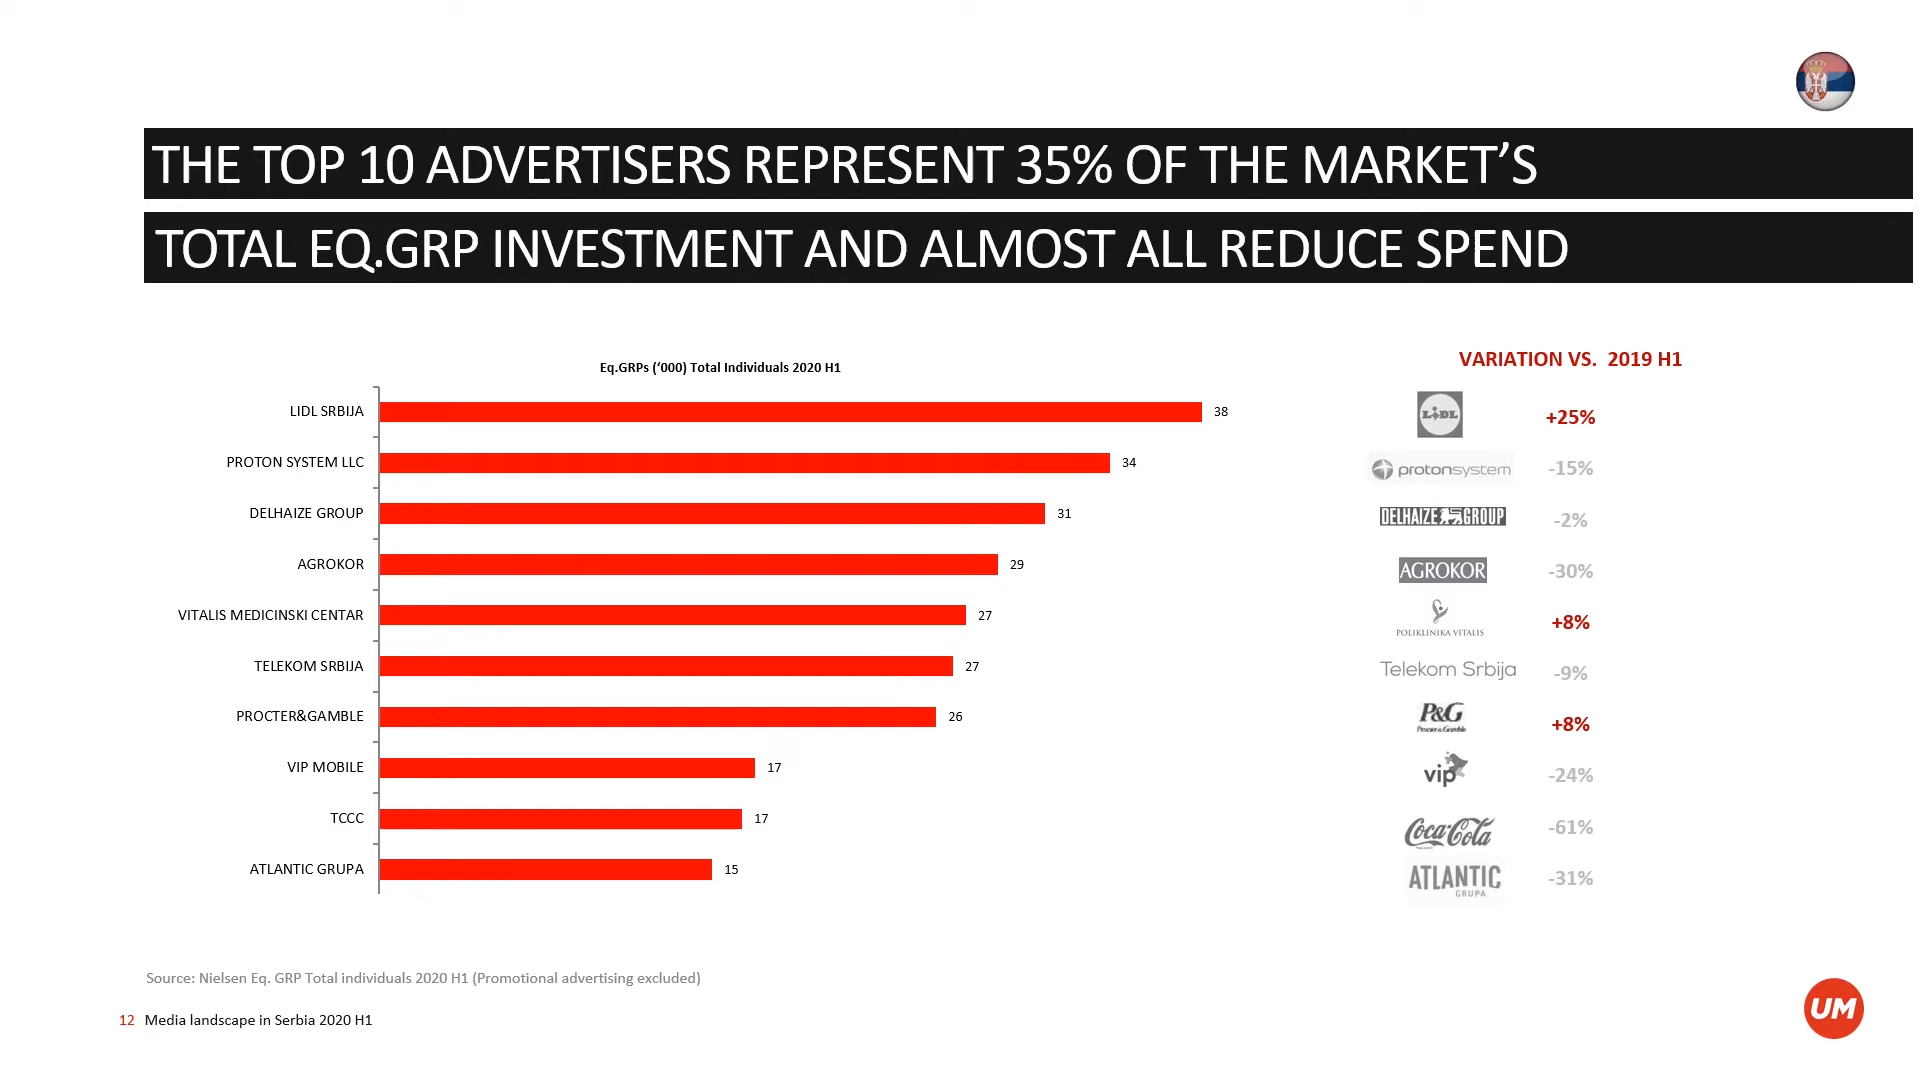 THE TOP 10 ADVERTISERS REPRESENT 35% OF THE MARKET’S
TOTAL EQ.GRP INVESTMENT AND ALMOST ALL REDUCE SPEND
Eq.GRPs (‘000) Total Individuals 2020 H1
VARIATION VS.  2019 H1
LIDL SRBIJA 38 LiDL +25%
PROTON SYSTEM LLC 34 protonsystem -15%
DELHAIZE GROUP 31 DELHAIZE GROUP -2%
AGROKOR 29 AGROKOR -30%
VITALIS MEDICINSKI CENTAR 27 POLIKLINIKA VITALIS +8%
TELEKOM SRBIJA 27 Telekom Srbija -9%
PROCTER&GAMBLE 26 P&G Procter & Gamble +8%
VIP MOBILE 17 vip -24%
TCCC 17 Coca-Cola -61%
ATLANTIC GRUPA 15 ATLANTIC GRUPA -31%
Source: Nielsen Eq. GRP Total individuals 2020 H1 (Promotional advertising excluded)
12 Media landscape in Serbia 2020 H1
UM